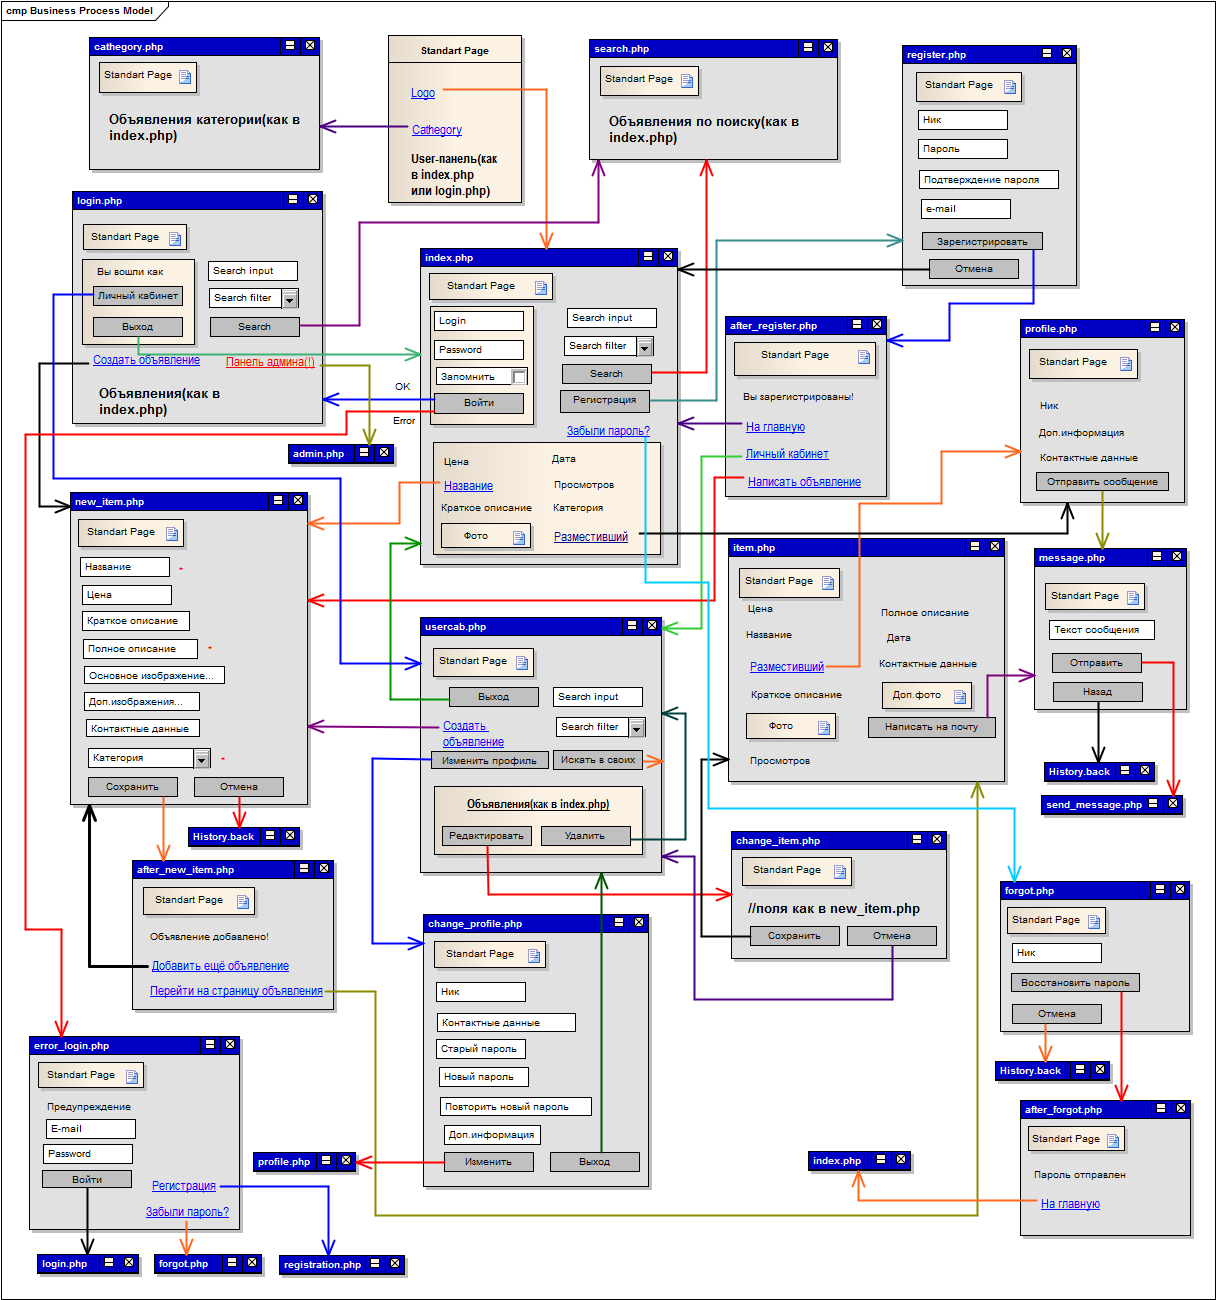 cmp Business Process Model
cathegory.php
Standart Page
Объявления категории(как в
index.php)
Standart Page
Logo
Cathegory
User-панель(как
в index.php
или login.php)
search.php
Standart Page
Объявления по поиску(как в
index.php)
register.php
Standart Page
Ник
Пароль
Подтверждение пароля
e-mail
Зарегистрировать
Отмена
login.php
Standart Page
Вы вошли как
Личный кабинет
Выход
Search input
Search filter
Search
Создать объявление
Панель админа(!)
Объявления(как в
index.php)
admin.php
index.php
Standart Page
Login
Password
Запомнить
Войти
OK
Error
Search input
Search filter
Search
Регистрация
Забыли пароль?
Цена
Дата
Название
Просмотров
Краткое описание
Категория
Фото
Разместивший
after_register.php
Standart Page
Вы зарегистрированы!
На главную
Личный кабинет
Написать объявление
profile.php
Standart Page
Ник
Доп.информация
Контактные данные
Отправить сообщение
new_item.php
Standart Page
Название
Цена
Краткое описание
Полное описание
Основное изображение...
Доп.изображения...
Контактные данные
Категория
Сохранить
Отмена
History.back
usercab.php
Standart Page
Выход
Search input
Создать
объявление
Search filter
Изменить профиль
Искать в своих
Объявления(как в index.php)
Редактировать
Удалить
item.php
Standart Page
Цена
Полное описание
Название
Дата
Разместивший
Контактные данные
Краткое описание
Доп.фото
Фото
Написать на почту
Просмотров
message.php
Standart Page
Текст сообщения
Отправить
Назад
History.back
send_message.php
after_new_item.php
Standart Page
Объявление добавлено!
Добавить ещё объявление
Перейти на страницу объявления
change_item.php
Standart Page
//поля как в new_item.php
Сохранить
Отмена
forgot.php
Standart Page
Ник
Восстановить пароль
Отмена
History.back
change_profile.php
Standart Page
Ник
Контактные данные
Старый пароль
Новый пароль
Повторить новый пароль
Доп.информация
Изменить
Выход
profile.php
error_login.php
Standart Page
Предупреждение
E-mail
Password
Войти
Регистрация
Забыли пароль?
login.php
forgot.php
registration.php
index.php
after_forgot.php
Standart Page
Пароль отправлен
На главную